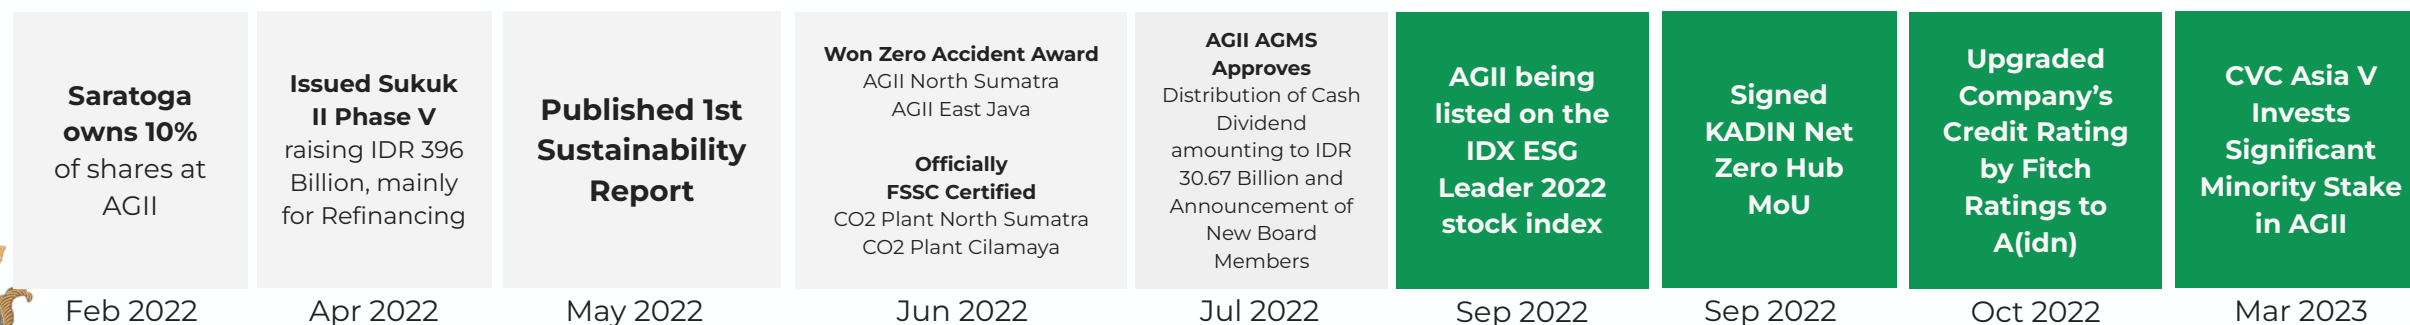 Saratoga
owns 10%
of shares at
AGII
Feb 2022
Issued Sukuk
II Phase V
raising IDR 396
Billion, mainly
for Refinancing
Apr 2022
Published 1st
Sustainability
Report
May 2022
Won Zero Accident Award
AGII North Sumatra
AGII East Java
Officially
FSSC Certified
CO2 Plant North Sumatra
CO2 Plant Cilamaya
Jun 2022
AGII AGMS
Approves
Distribution of Cash
Dividend
amounting to IDR
30.67 Billion and
Announcement of
New Board
Members
Jul 2022
AGII being
listed on the
IDX ESG
Leader 2022
stock index
Sep 2022
Signed
KADIN Net
Zero Hub
MoU
Sep 2022
Upgraded
Company’s
Credit Rating
by Fitch
Ratings to
A(idn)
Oct 2022
CVC Asia V
Invests
Significant
Minority Stake
in AGII
Mar 2023